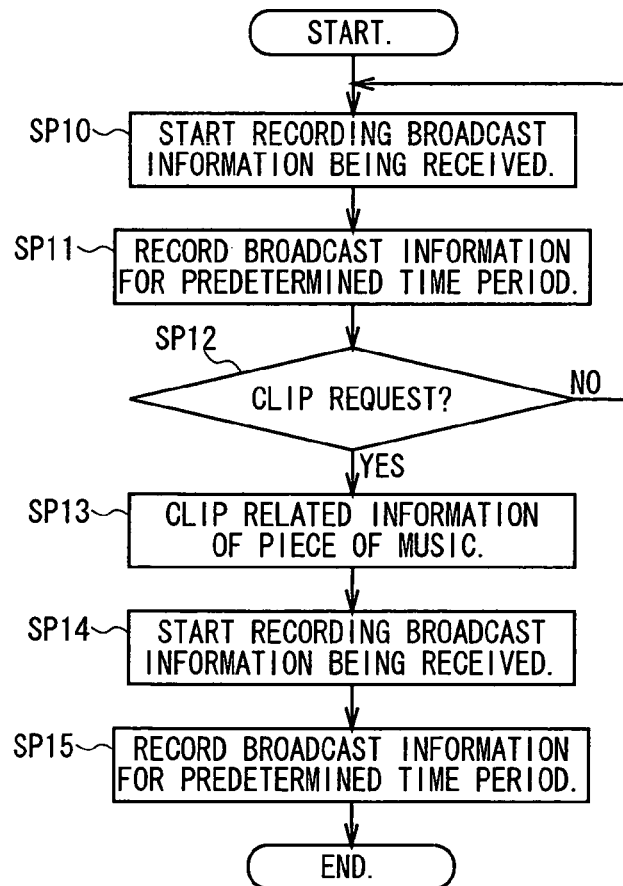 START.
SP10
START RECORDING BROADCAST
INFORMATION BEING RECEIVED.
SP11
RECORD BROADCAST INFORMATION
FOR PREDETERMINED TIME PERIOD.
SP12
CLIP REQUEST?
NO
YES
SP13
CLIP RELATED INFORMATION
OF PIECE OF MUSIC.
SP14
START RECORDING BROADCAST
INFORMATION BEING RECEIVED.
SP15
RECORD BROADCAST INFORMATION
FOR PREDETERMINED TIME PERIOD.
END.